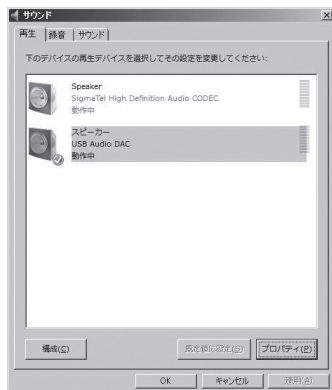 サウンド
再生 録音 サウンド
下のデバイスの再生デバイスを選択してその設定を変更してください:
Speaker
SigmaTel High Definition Audio CODEC
動作中
スピーカー
USB Audio DAC
動作中
構成(C) 既定値に設定(S) プロパティ(P)
OK キャンセル 適用(A)